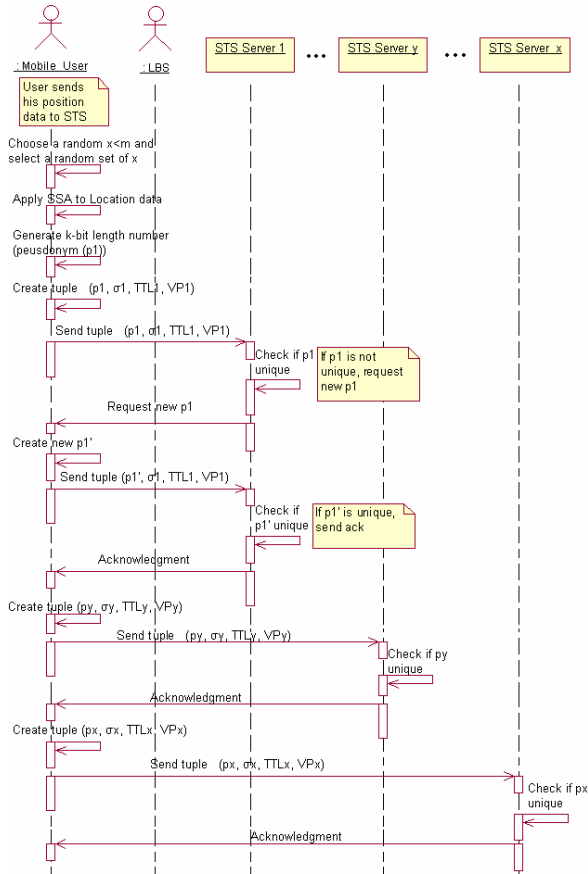 : Mobile_User
: LBS
STS Server 1
...
STS Server y
...
STS Server x
User sends
his position
data to STS
Choose a random x<m and
select a random set of x
Apply SSA to Location data
Generate k-bit length number
(peusdonym (p1))
Create tuple (p1, σ1, TTL1, VP1)
Send tuple (p1, σ1, TTL1, VP1)
Check if p1
unique
If p1 is not
unique, request
new p1
Request new p1
Create new p1'
Send tuple (p1', σ1, TTL1, VP1)
Check if
p1' unique
If p1' is unique,
send ack
Acknowledgment
Create tuple (py, σy, TTLy, VPy)
Send tuple (py, σy, TTLy, VPy)
Check if py
unique
Acknowledgment
Create tuple (px, σx, TTLx, VPx)
Send tuple (px, σx, TTLx, VPx)
Check if px
unique
Acknowledgment